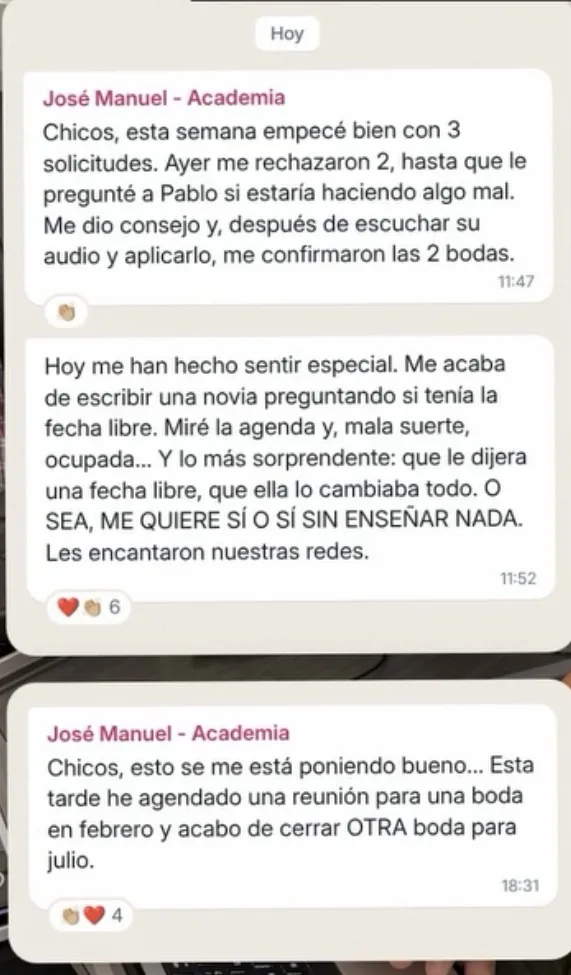 Hoy
José Manuel - Academia
Chicos, esta semana empecé bien con 3
solicitudes. Ayer me rechazaron 2, hasta que le
pregunté a Pablo si estaría haciendo algo mal.
Me dio consejo y, después de escuchar su
audio y aplicarlo, me confirmaron las 2 bodas.
11:47
Hoy me han hecho sentir especial. Me acaba
de escribir una novia preguntando si tenía la
fecha libre. Miré la agenda y, mala suerte,
ocupada... Y lo más sorprendente: que le dijera
una fecha libre, que ella lo cambiaba todo. O
SEA, ME QUIERE SÍ O SÍ SIN ENSEÑAR NADA.
Les encantaron nuestras redes.
11:52
6
José Manuel - Academia
Chicos, esto se me está poniendo bueno... Esta
tarde he agendado una reunión para una boda
en febrero y acabo de cerrar OTRA boda para
julio.
18:31
4